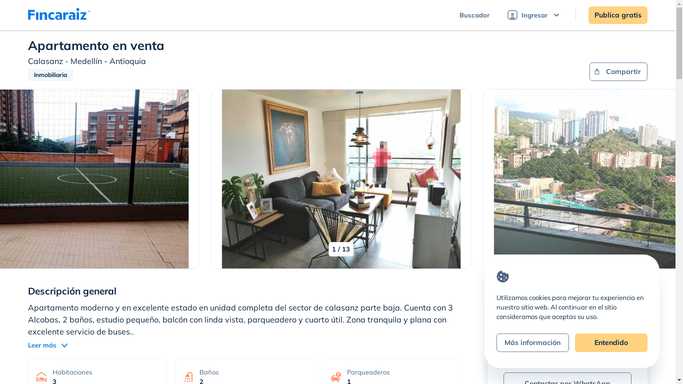 Fincaraiz
Buscador
Ingresar
Publica gratis
Apartamento en venta
Calasanz - Medellín - Antioquia
Inmobiliaria
Compartir
1 / 13
Descripción general
Apartamento moderno y en excelente estado en unidad completa del sector de calasanz parte baja. Cuenta con 3
Alcobas, 2 baños, estudio pequeño, balcón con linda vista, parqueadero y cuarto útil. Zona tranquila y plana con
excelente servicio de buses..
Leer más
Habitaciones
3
Baños
2
Parqueaderos
1
Utilizamos cookies para mejorar tu experiencia en
nuestro sitio web. Al continuar en el sitio
consideramos que aceptas su uso.
Más información
Entendido
Contactar por WhatsApp